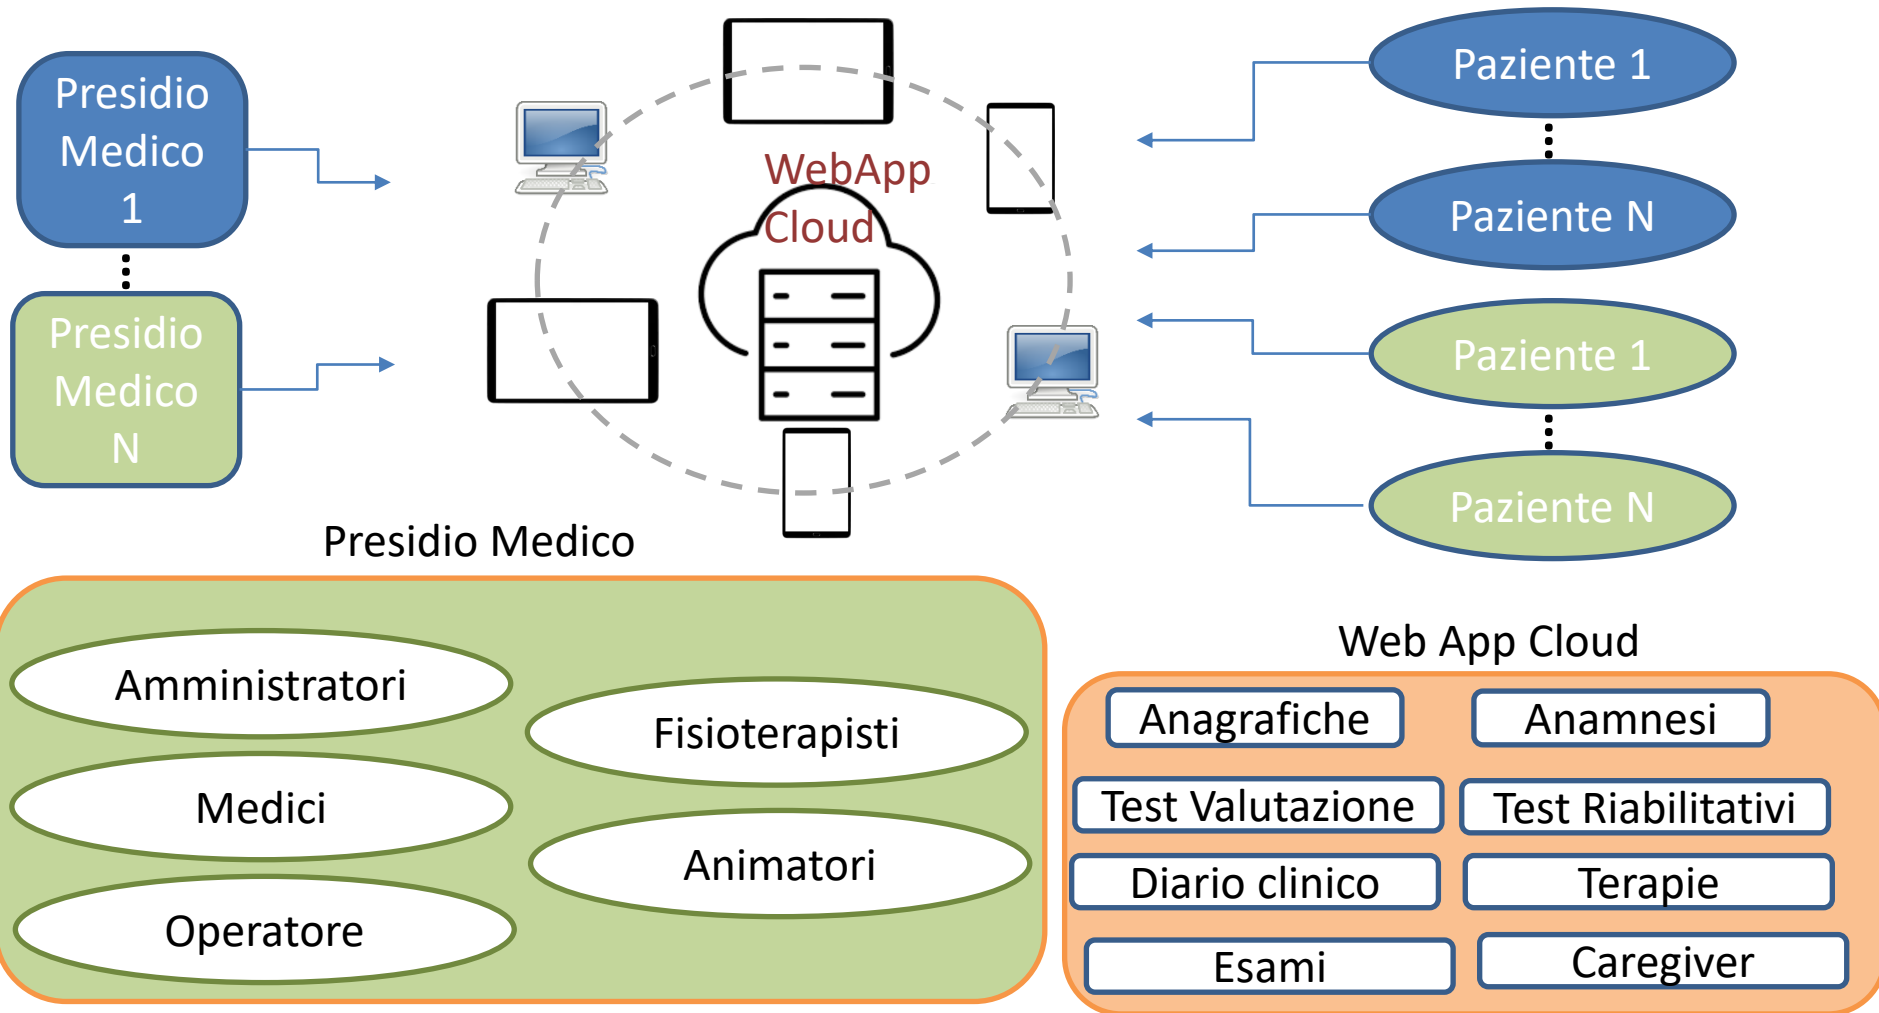 Presidio
Medico
1
Presidio
Medico
N
WebApp
Cloud
Paziente 1
Paziente N
Paziente 1
Paziente N
Presidio Medico
Amministratori
Medici
Operatore
Fisioterapisti
Animatori
Web App Cloud
Anagrafiche
Anamnesi
Test Valutazione
Test Riabilitativi
Diario clinico
Terapie
Esami
Caregiver